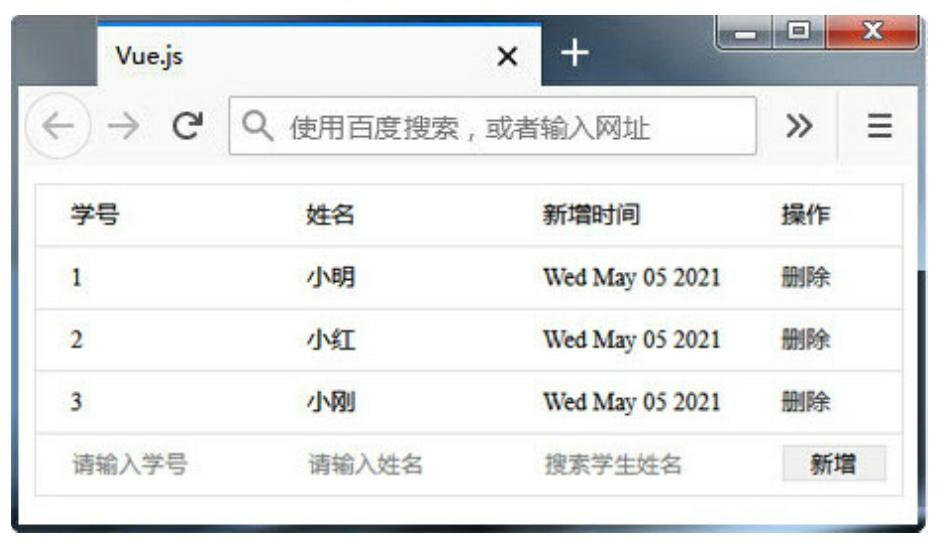 Vue.js
使用百度搜索，或者输入网址
学号 姓名 新增时间 操作
1 小明 Wed May 05 2021 删除
2 小红 Wed May 05 2021 删除
3 小刚 Wed May 05 2021 删除
请输入学号 请输入姓名 搜索学生姓名 新增